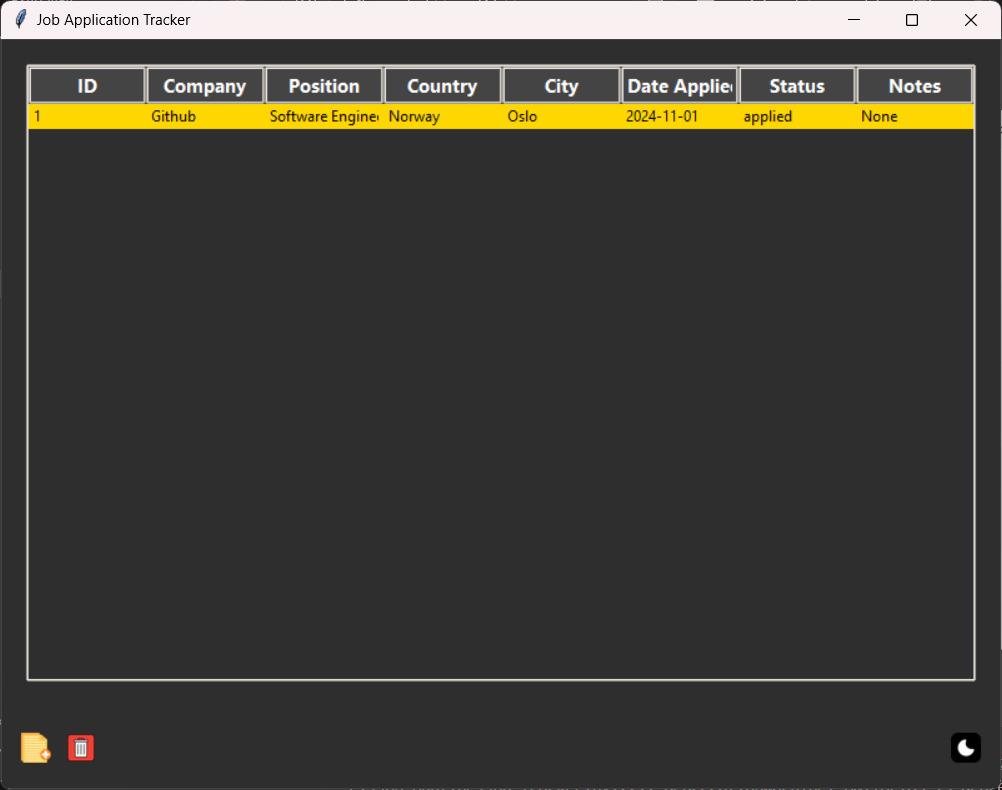 Job Application Tracker
ID Company Position Country City Date Applie Status Notes
1 Github Software Enginee Norway Oslo 2024-11-01 applied None